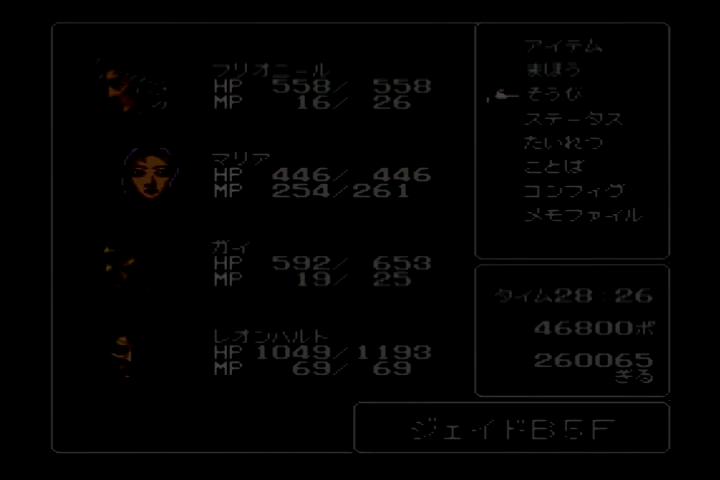 フリオニール
HP 558/ 558
MP 16/ 26
マリア
HP 446/ 446
MP 254/261
ガイ
HP 592/ 653
MP 19/ 25
レオンハルト
HP 1049/1193
MP 69/ 69
アイテム
まほう
そうび
ステータス
たいれつ
ことば
コンフィグ
メモファイル
タイム28:26
46800ポ
260065
ぎる
ジェイドB5F